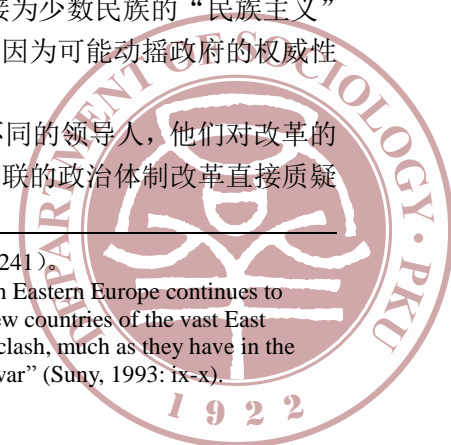 接为少数民族的“民族主义”
因为可能动摇政府的权威性
不同的领导人，他们对改革的
联的政治体制改革直接质疑
241）。
n Eastern Europe continues to
ew countries of the vast East
clash, much as they have in the
war” (Suny, 1993: ix-x).
DEPARTMENT OF SOCIOLOGY · PKU
1922